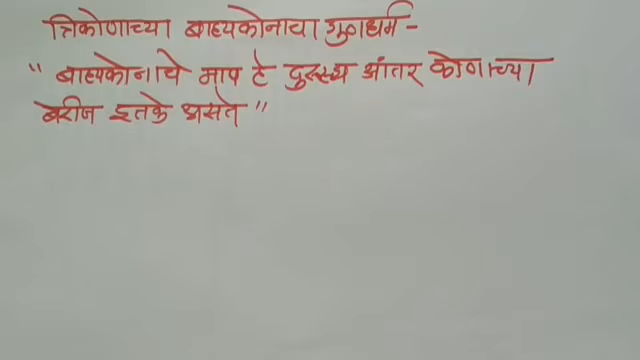 त्रिकोणाच्या बाह्यकोनाचा गुणधर्म -
" बाह्यकोनाचे माप हे दुरस्थ आंतर कोणाच्या
बेरीज इतके असते "